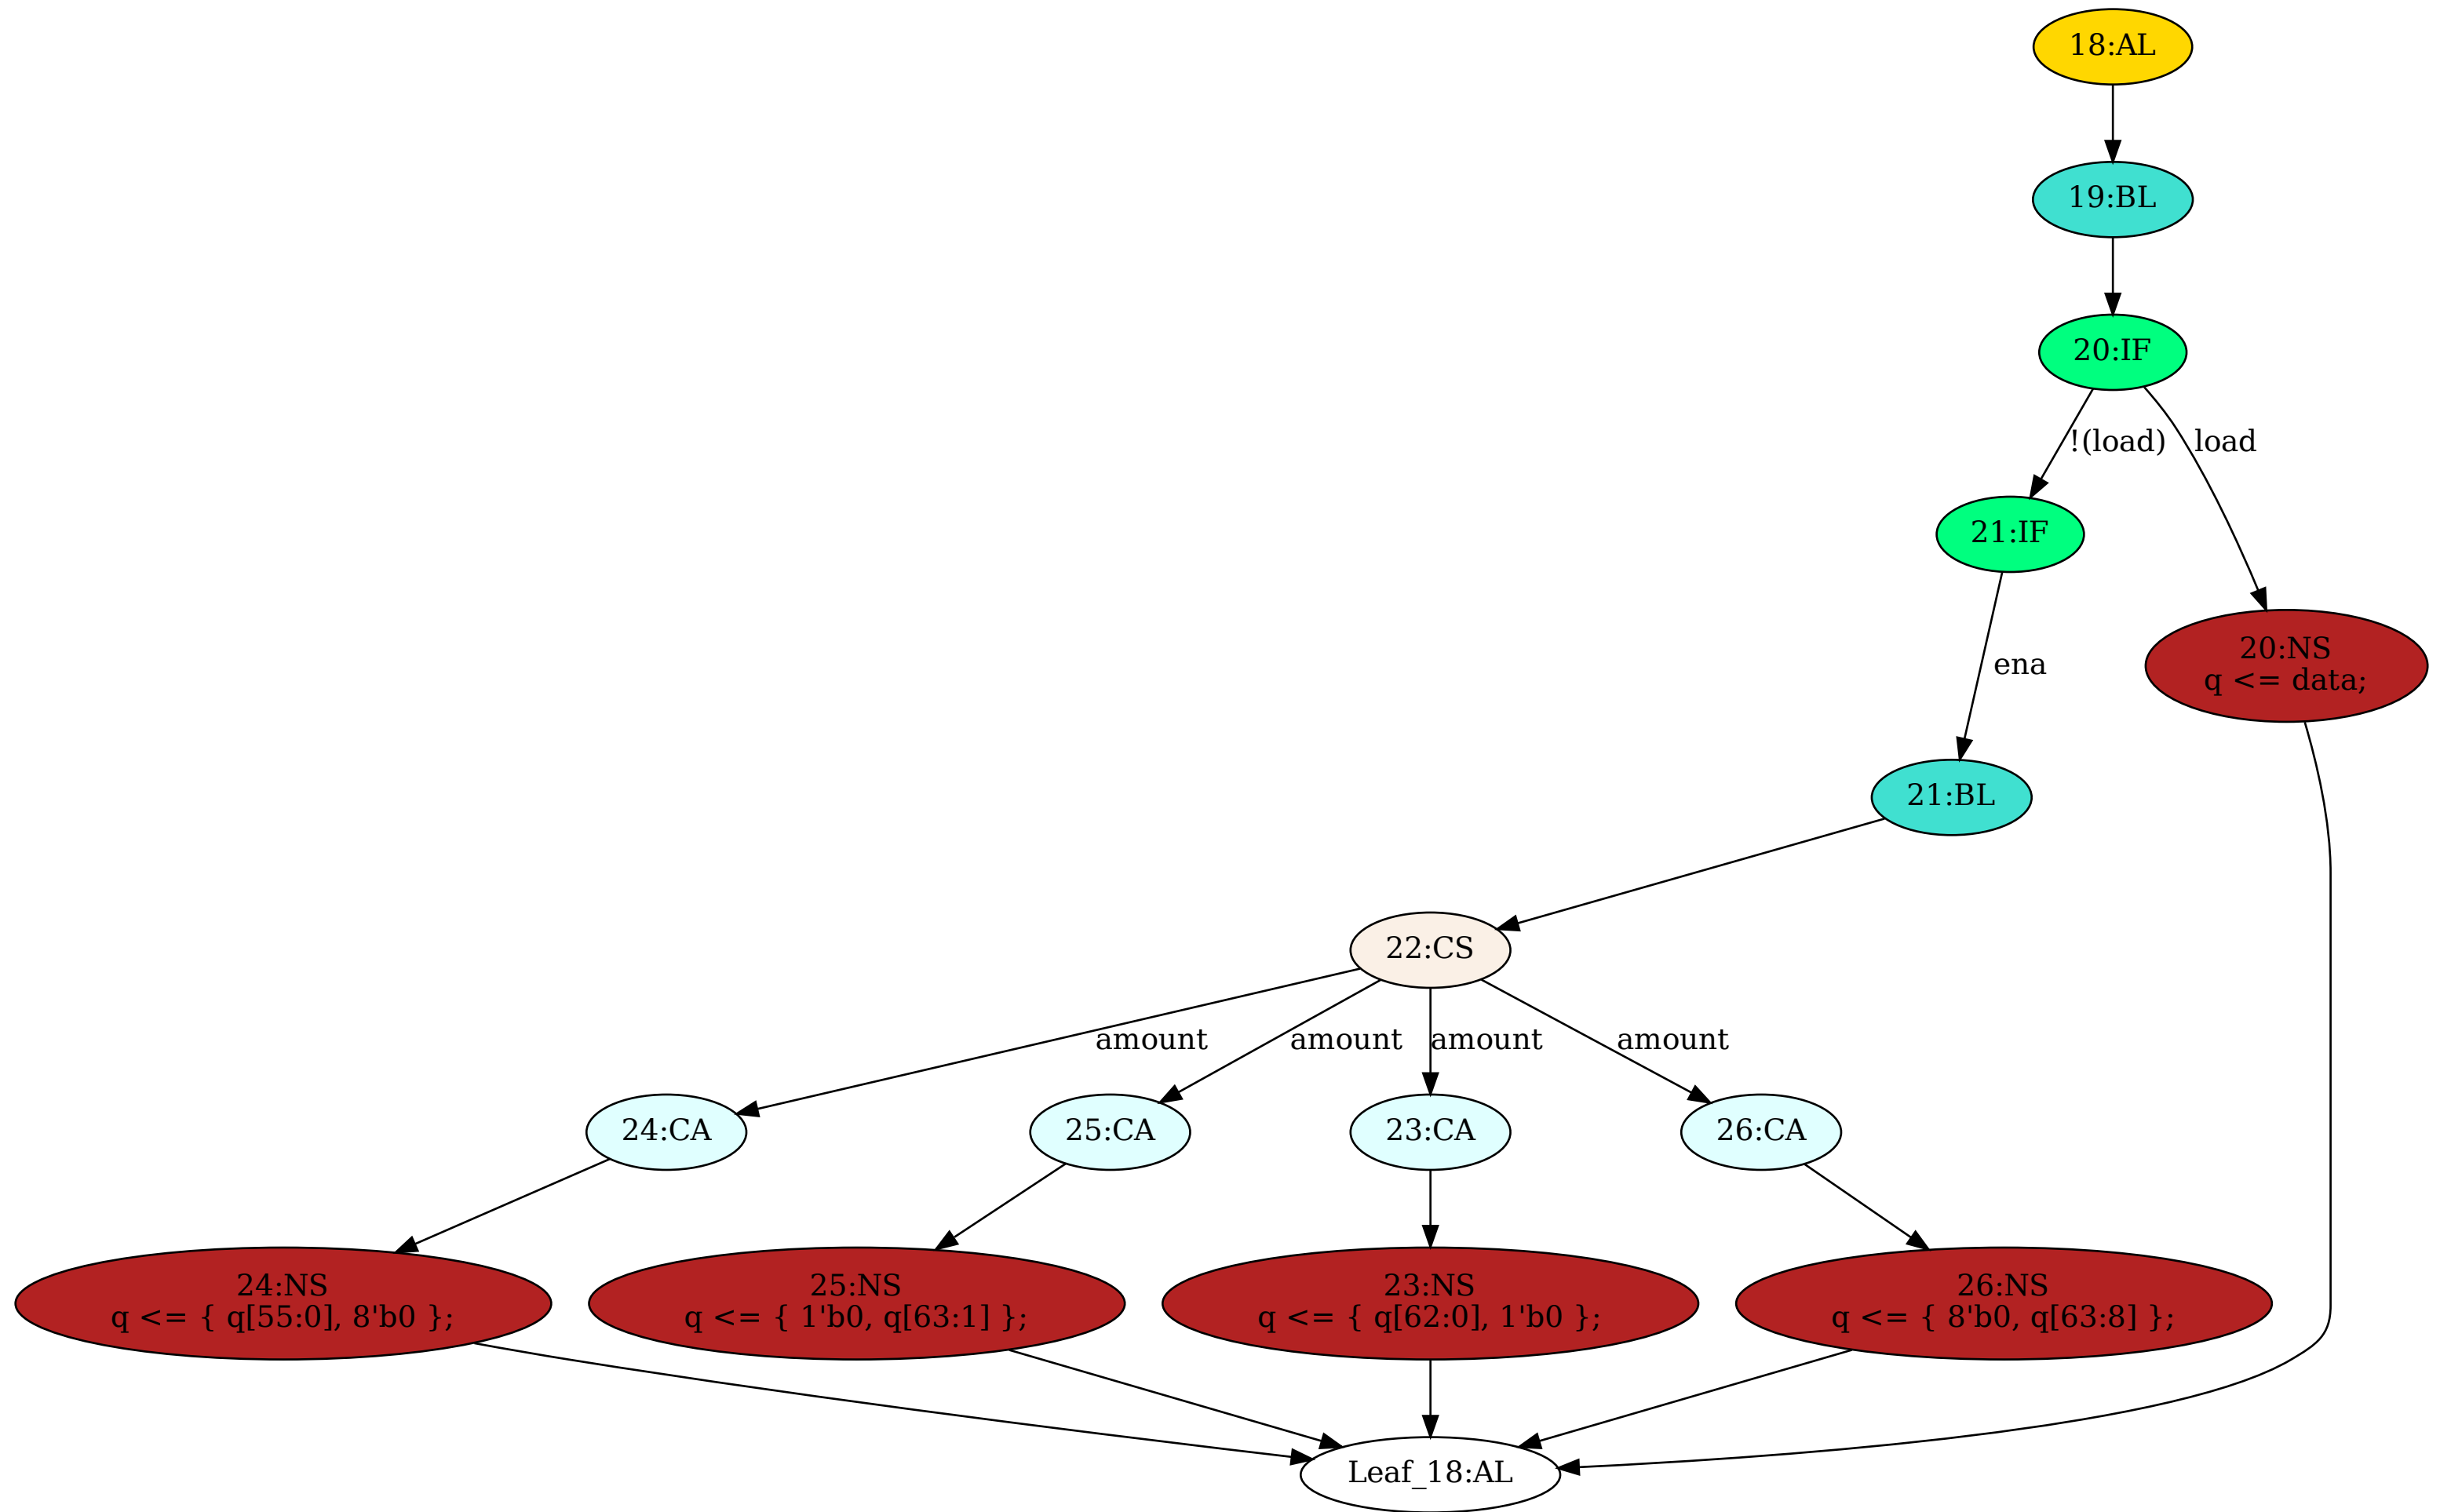 18:AL
19:BL
20:IF
!(load)
load
21:IF
20:NS
q <= data;
ena
21:BL
22:CS
amount
amount
amount
amount
24:CA
25:CA
23:CA
26:CA
24:NS
q <= { q[55:0], 8'b0 };
25:NS
q <= { 1'b0, q[63:1] };
23:NS
q <= { q[62:0], 1'b0 };
26:NS
q <= { 8'b0, q[63:8] };
Leaf_18:AL